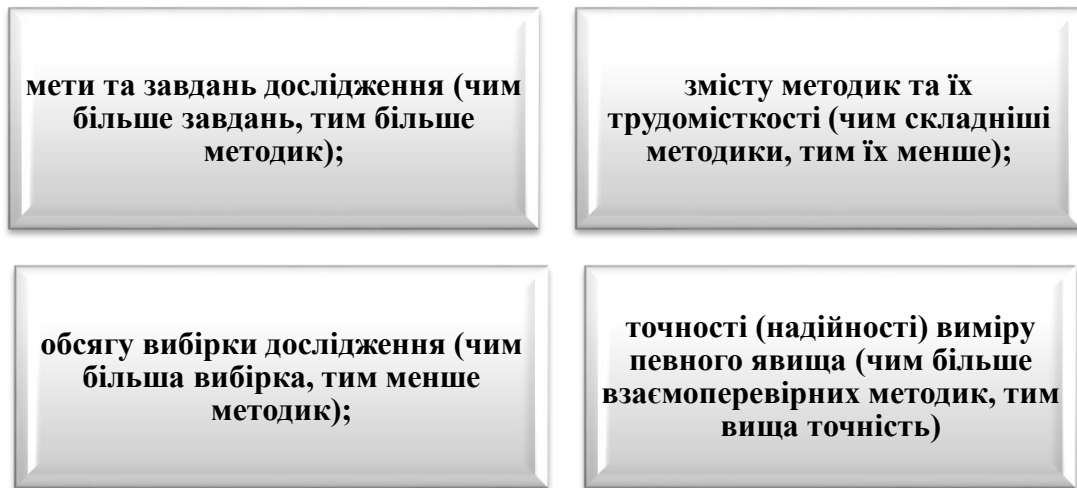 мети та завдань дослідження (чим
більше завдань, тим більше
методик);
змісту методик та їх
трудомісткості (чим складніші
методики, тим їх менше);
обсягу вибірки дослідження (чим
більша вибірка, тим менше
методик);
точності (надійності) виміру
певного явища (чим більше
взаємоперевірних методик, тим
вища точність)